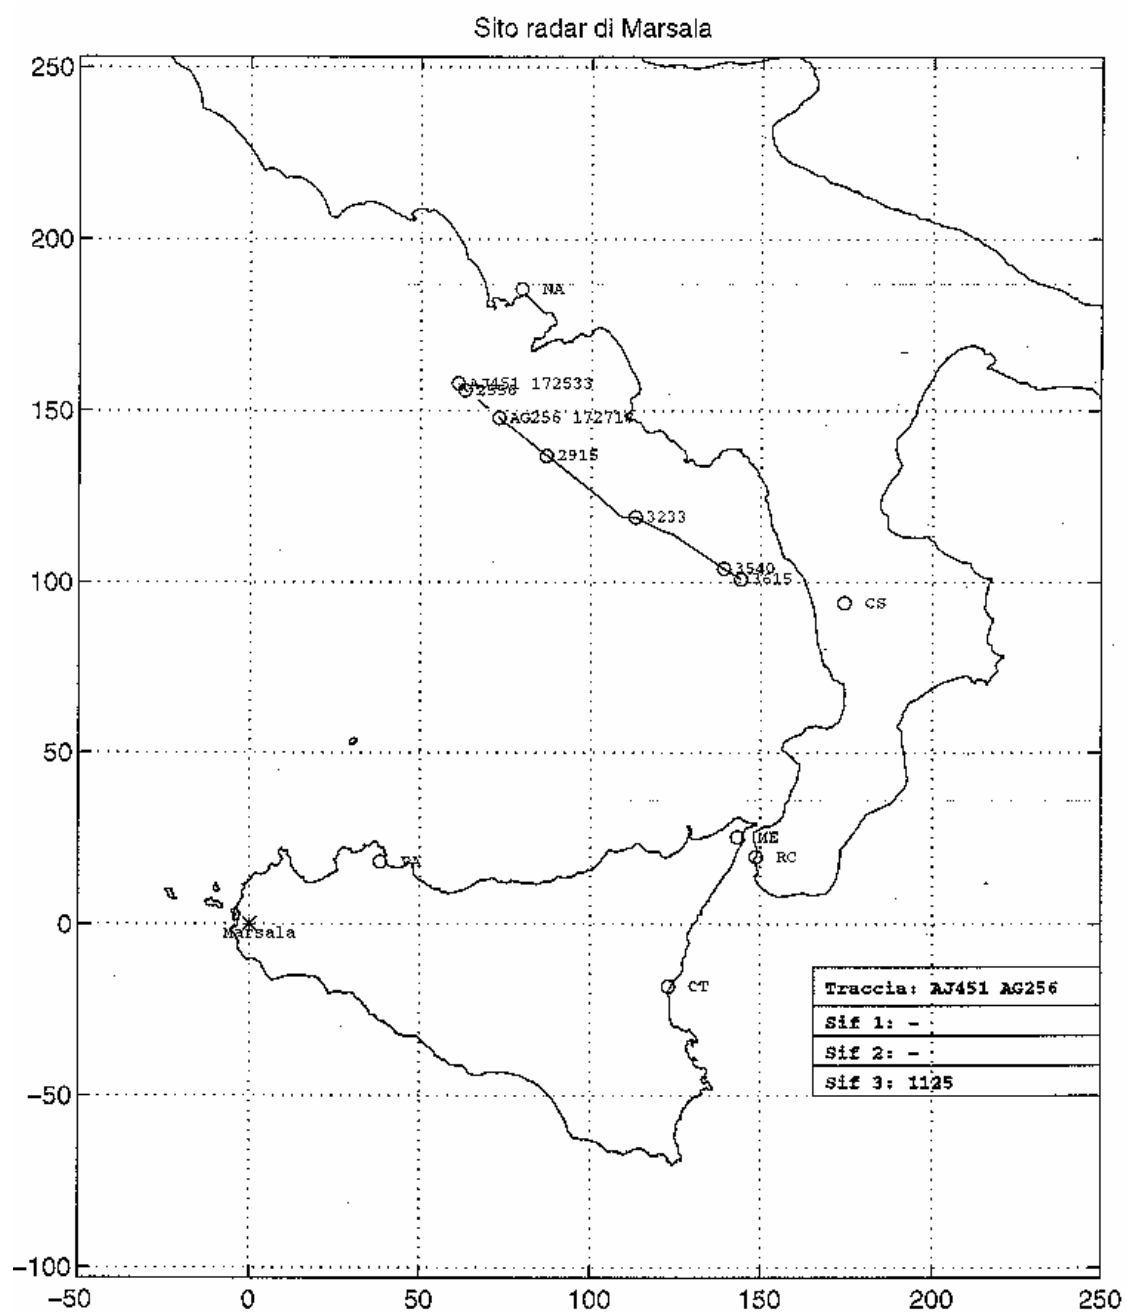 Sito radar di Marsala
250
200
NA
AJ451 172533
2556
150
AG256 17271
2915
3233
3540
100
3615
CS
50
ME
PA
RC
0
Marsala
CT
Traccia: AJ451 AG256
Sif 1: -
Sif 2: -
-50
Sif 3: 1125
-100
-50 0 50 100 150 200 250